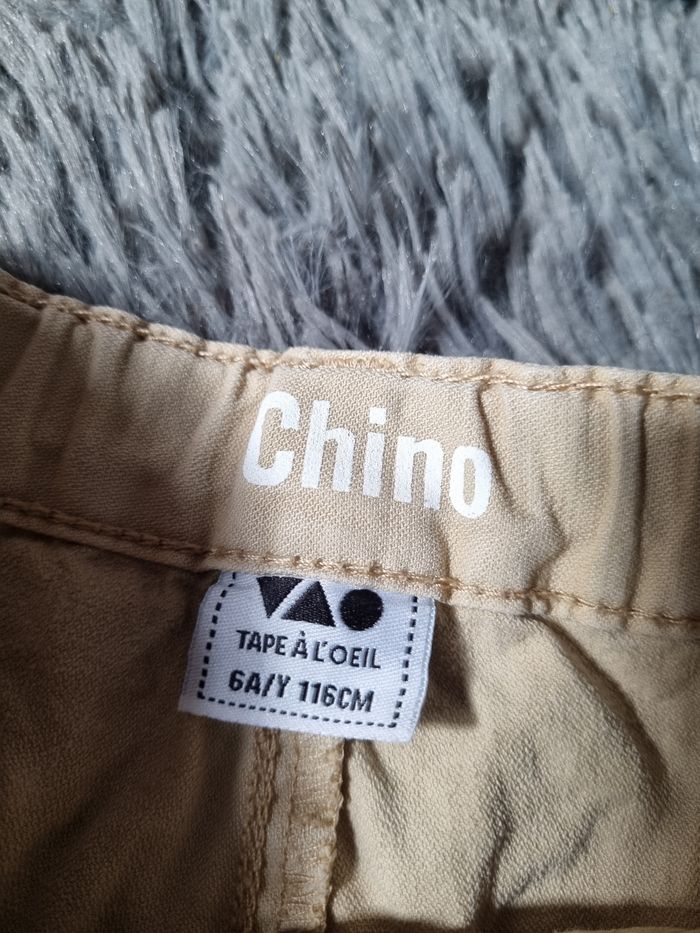 Chino
TAPE À L'OEIL
6A/Y 116CM